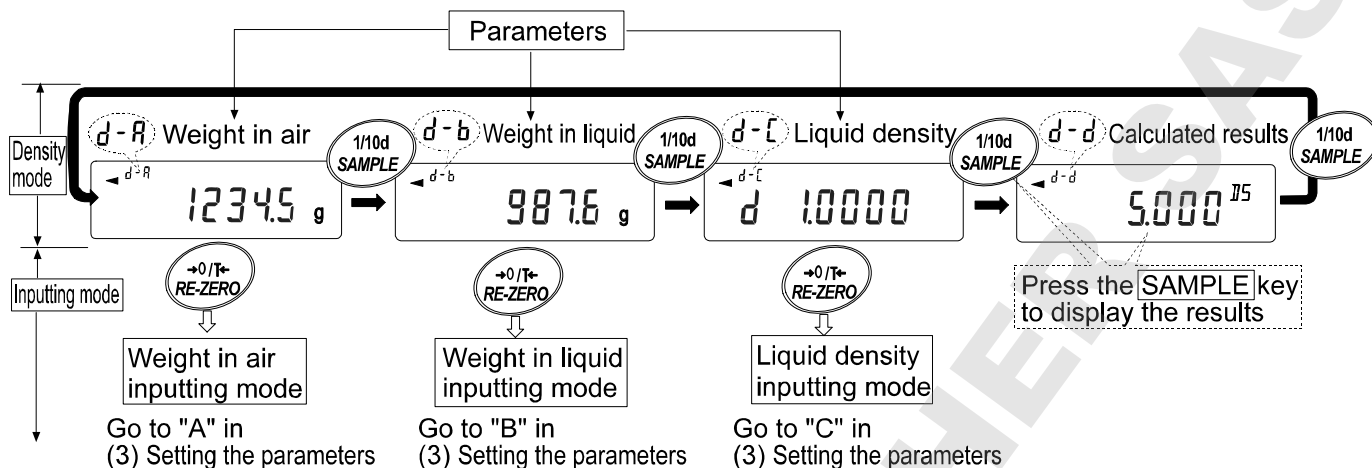 Parameters
Density mode
d-A Weight in air
d-b Weight in liquid
d-C Liquid density
d-d Calculated results
1/10d SAMPLE
1/10d SAMPLE
1/10d SAMPLE
1/10d SAMPLE
◄ d-A
1234.5 g
◄ d-b
987.6 g
◄ d-C
d 1.0000
◄ d-d
5.000 DS
Inputting mode
→0/T← RE-ZERO
→0/T← RE-ZERO
→0/T← RE-ZERO
Press the SAMPLE key
to display the results
Weight in air
inputting mode
Weight in liquid
inputting mode
Liquid density
inputting mode
Go to "A" in
(3) Setting the parameters
Go to "B" in
(3) Setting the parameters
Go to "C" in
(3) Setting the parameters
HER SAS